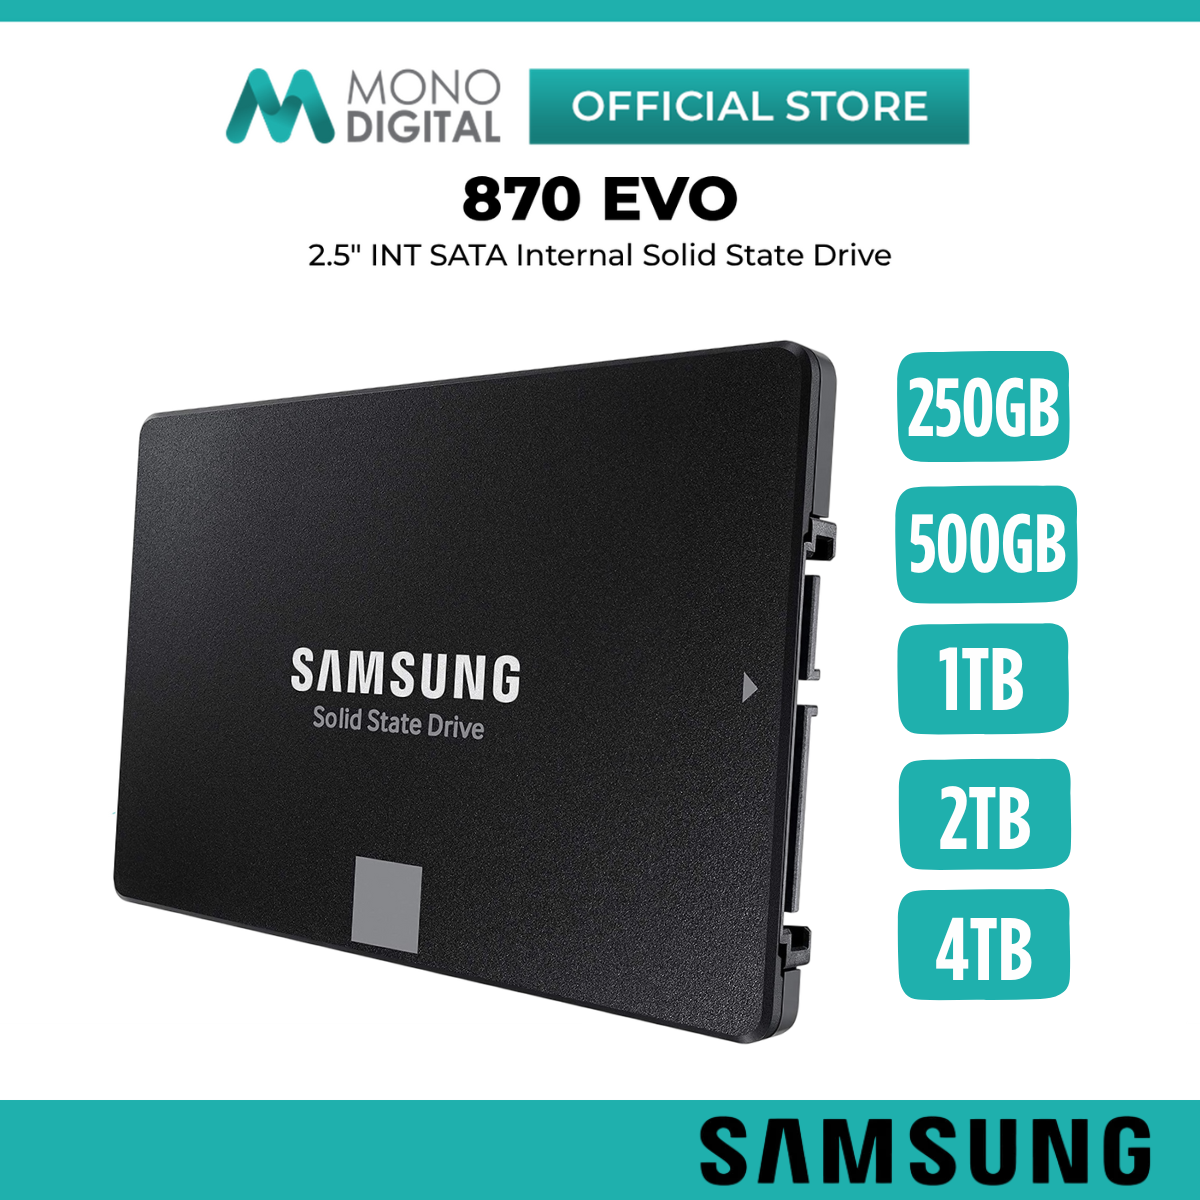 MONO
DIGITAL
OFFICIAL STORE
870 EVO
2.5" INT SATA Internal Solid State Drive
250GB
500GB
1TB
2TB
4TB
SAMSUNG
Solid State Drive
SAMSUNG